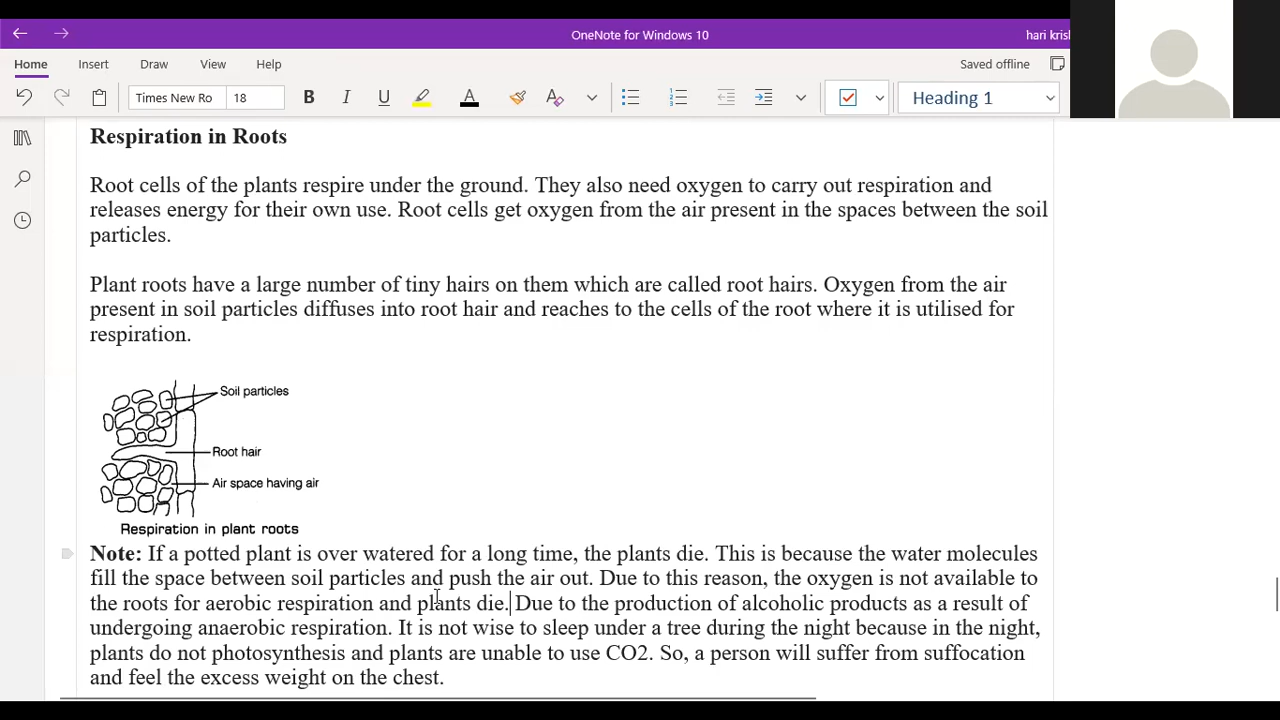 OneNote for Windows 10
hari krish
Home Insert Draw View Help
Saved offline
Times New Ro 18 B I U A A Heading 1
Respiration in Roots
Root cells of the plants respire under the ground. They also need oxygen to carry out respiration and
releases energy for their own use. Root cells get oxygen from the air present in the spaces between the soil
particles.
Plant roots have a large number of tiny hairs on them which are called root hairs. Oxygen from the air
present in soil particles diffuses into root hair and reaches to the cells of the root where it is utilised for
respiration.
Soil particles
Root hair
Air space having air
Respiration in plant roots
Note: If a potted plant is over watered for a long time, the plants die. This is because the water molecules
fill the space between soil particles and push the air out. Due to this reason, the oxygen is not available to
the roots for aerobic respiration and plants die. Due to the production of alcoholic products as a result of
undergoing anaerobic respiration. It is not wise to sleep under a tree during the night because in the night,
plants do not photosynthesis and plants are unable to use CO2. So, a person will suffer from suffocation
and feel the excess weight on the chest.